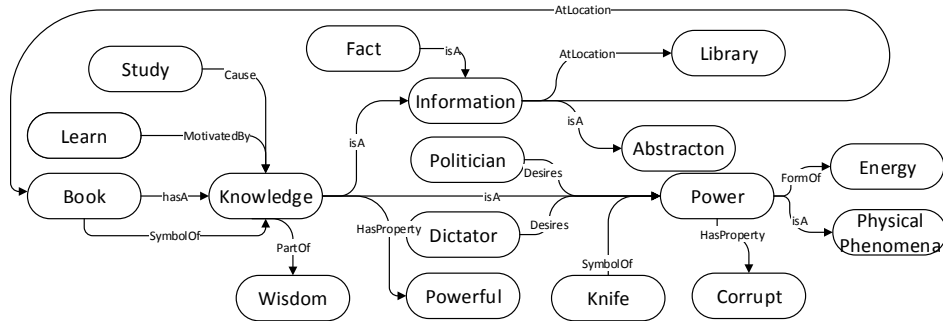 AtLocation
Fact
isA
Library
AtLocation
Study
Cause
Information
Learn
MotivatedBy
isA
isA
Abstracton
Politician
Desires
Energy
FormOf
Book
hasA
Knowledge
isA
Power
isA
Physical
Phenomena
SymbolOf
HasProperty
Dictator
Desires
HasProperty
PartOf
SymbolOf
Wisdom
Powerful
Knife
Corrupt